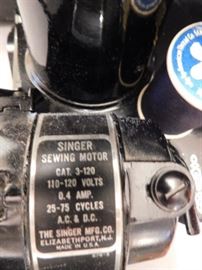 SINGER
SEWING MOTOR
CAT. 3-120
110-120 VOLTS
0.4 AMP.
25-75 CYCLES
A.C. & D.C.
THE SINGER MFG. CO.
ELIZABETHPORT, N.J.
MADE IN U.S.A.